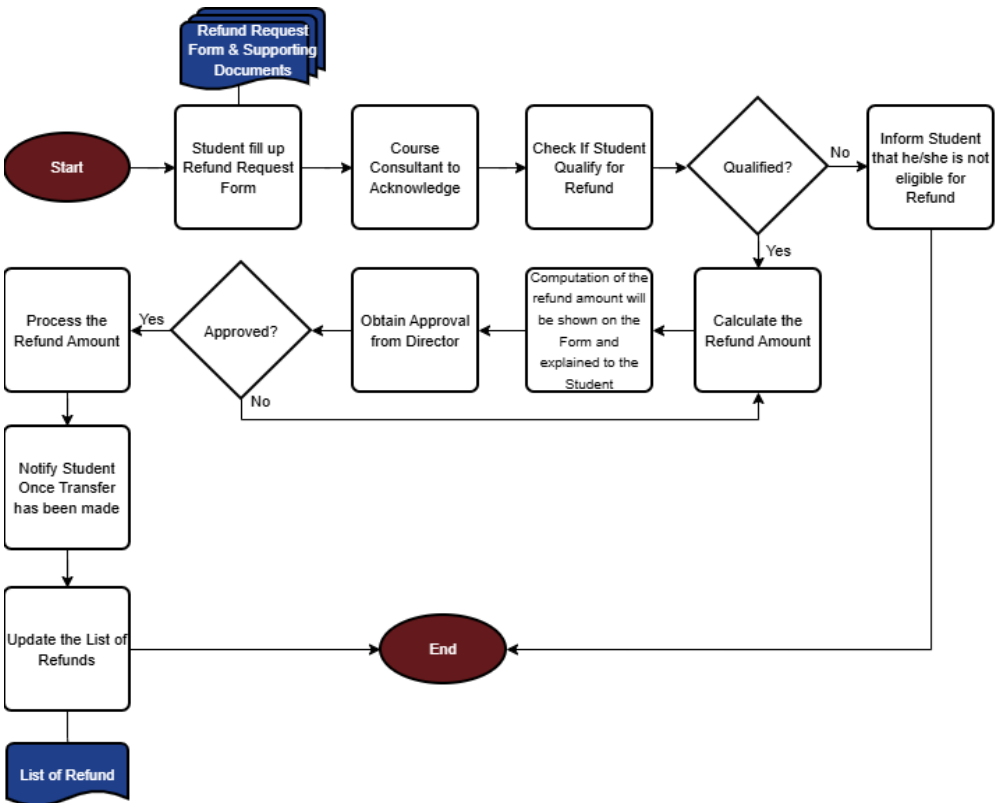 Refund Request
Form & Supporting
Documents
Start
Student fill up
Refund Request
Form
Course
Consultant to
Acknowledge
Check If Student
Qualify for
Refund
Qualified?
No
Inform Student
that he/she is not
eligible for
Refund
Yes
Process the
Refund Amount
Yes
Approved?
No
Obtain Approval
from Director
Computation of the
refund amount will
be shown on the
Form and
explained to the
Student
Calculate the
Refund Amount
Notify Student
Once Transfer
has been made
Update the List of
Refunds
End
List of Refund